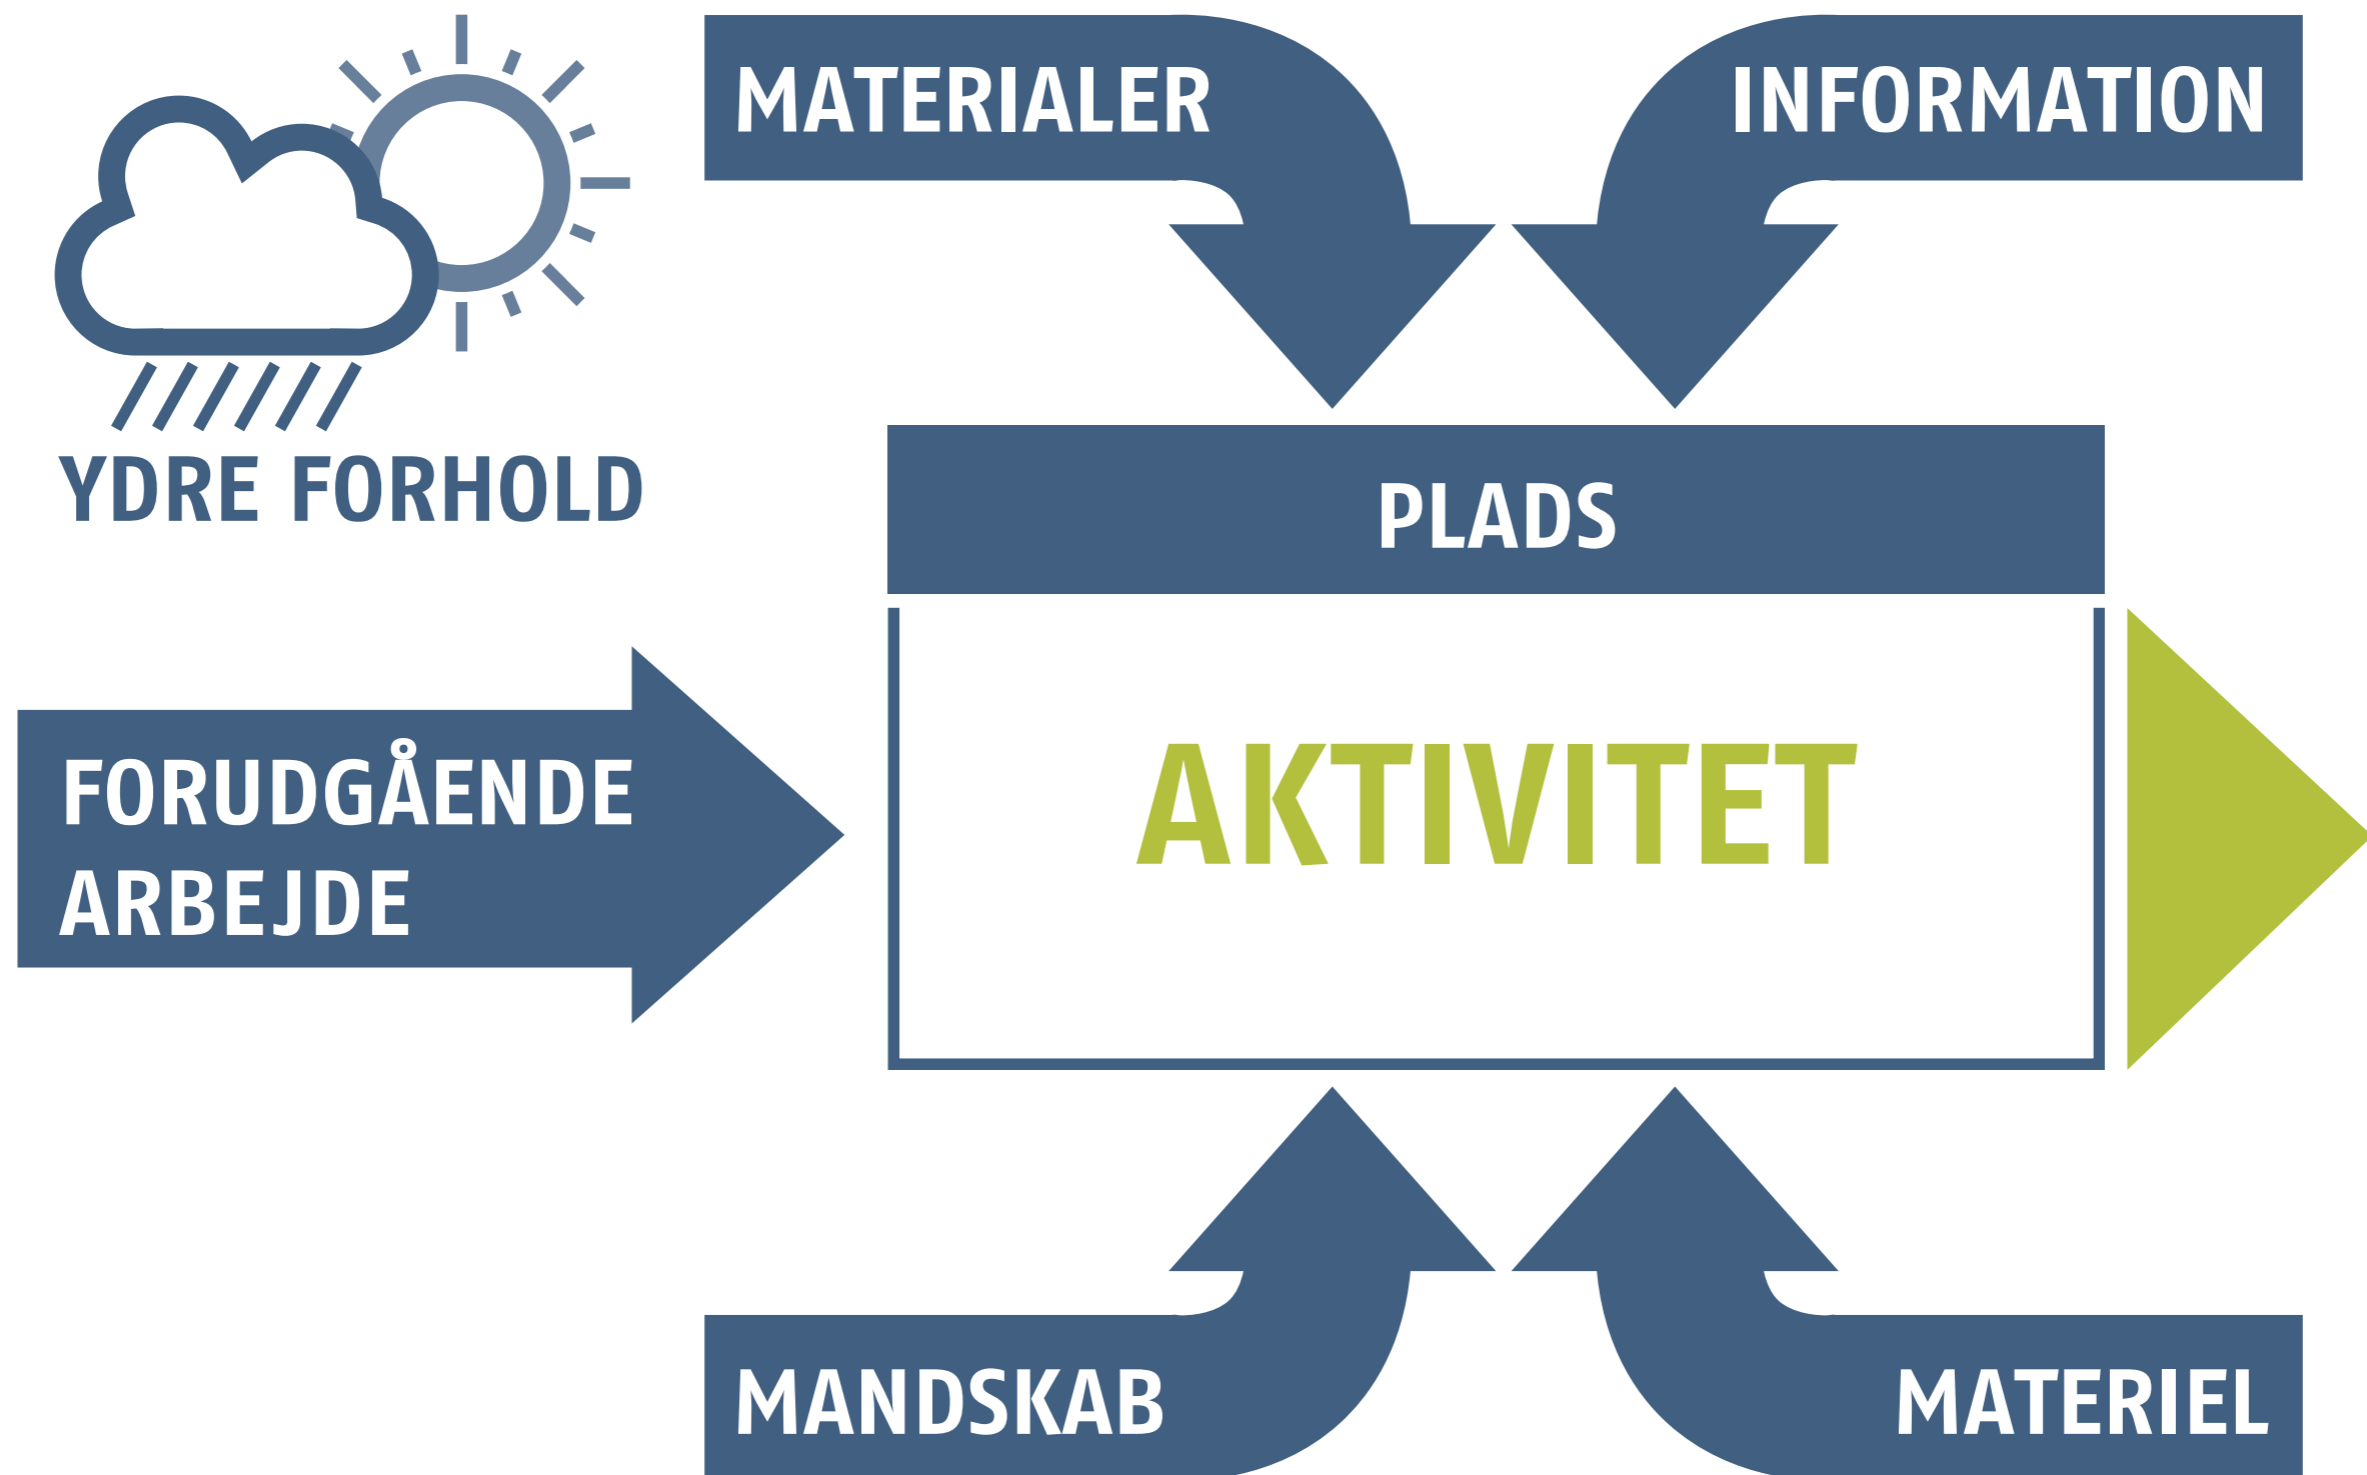 MATERIALER
INFORMATION
YDRE FORHOLD
PLADS
FORUDGÅENDE
ARBEJDE
AKTIVITET
MANDSKAB
MATERIEL